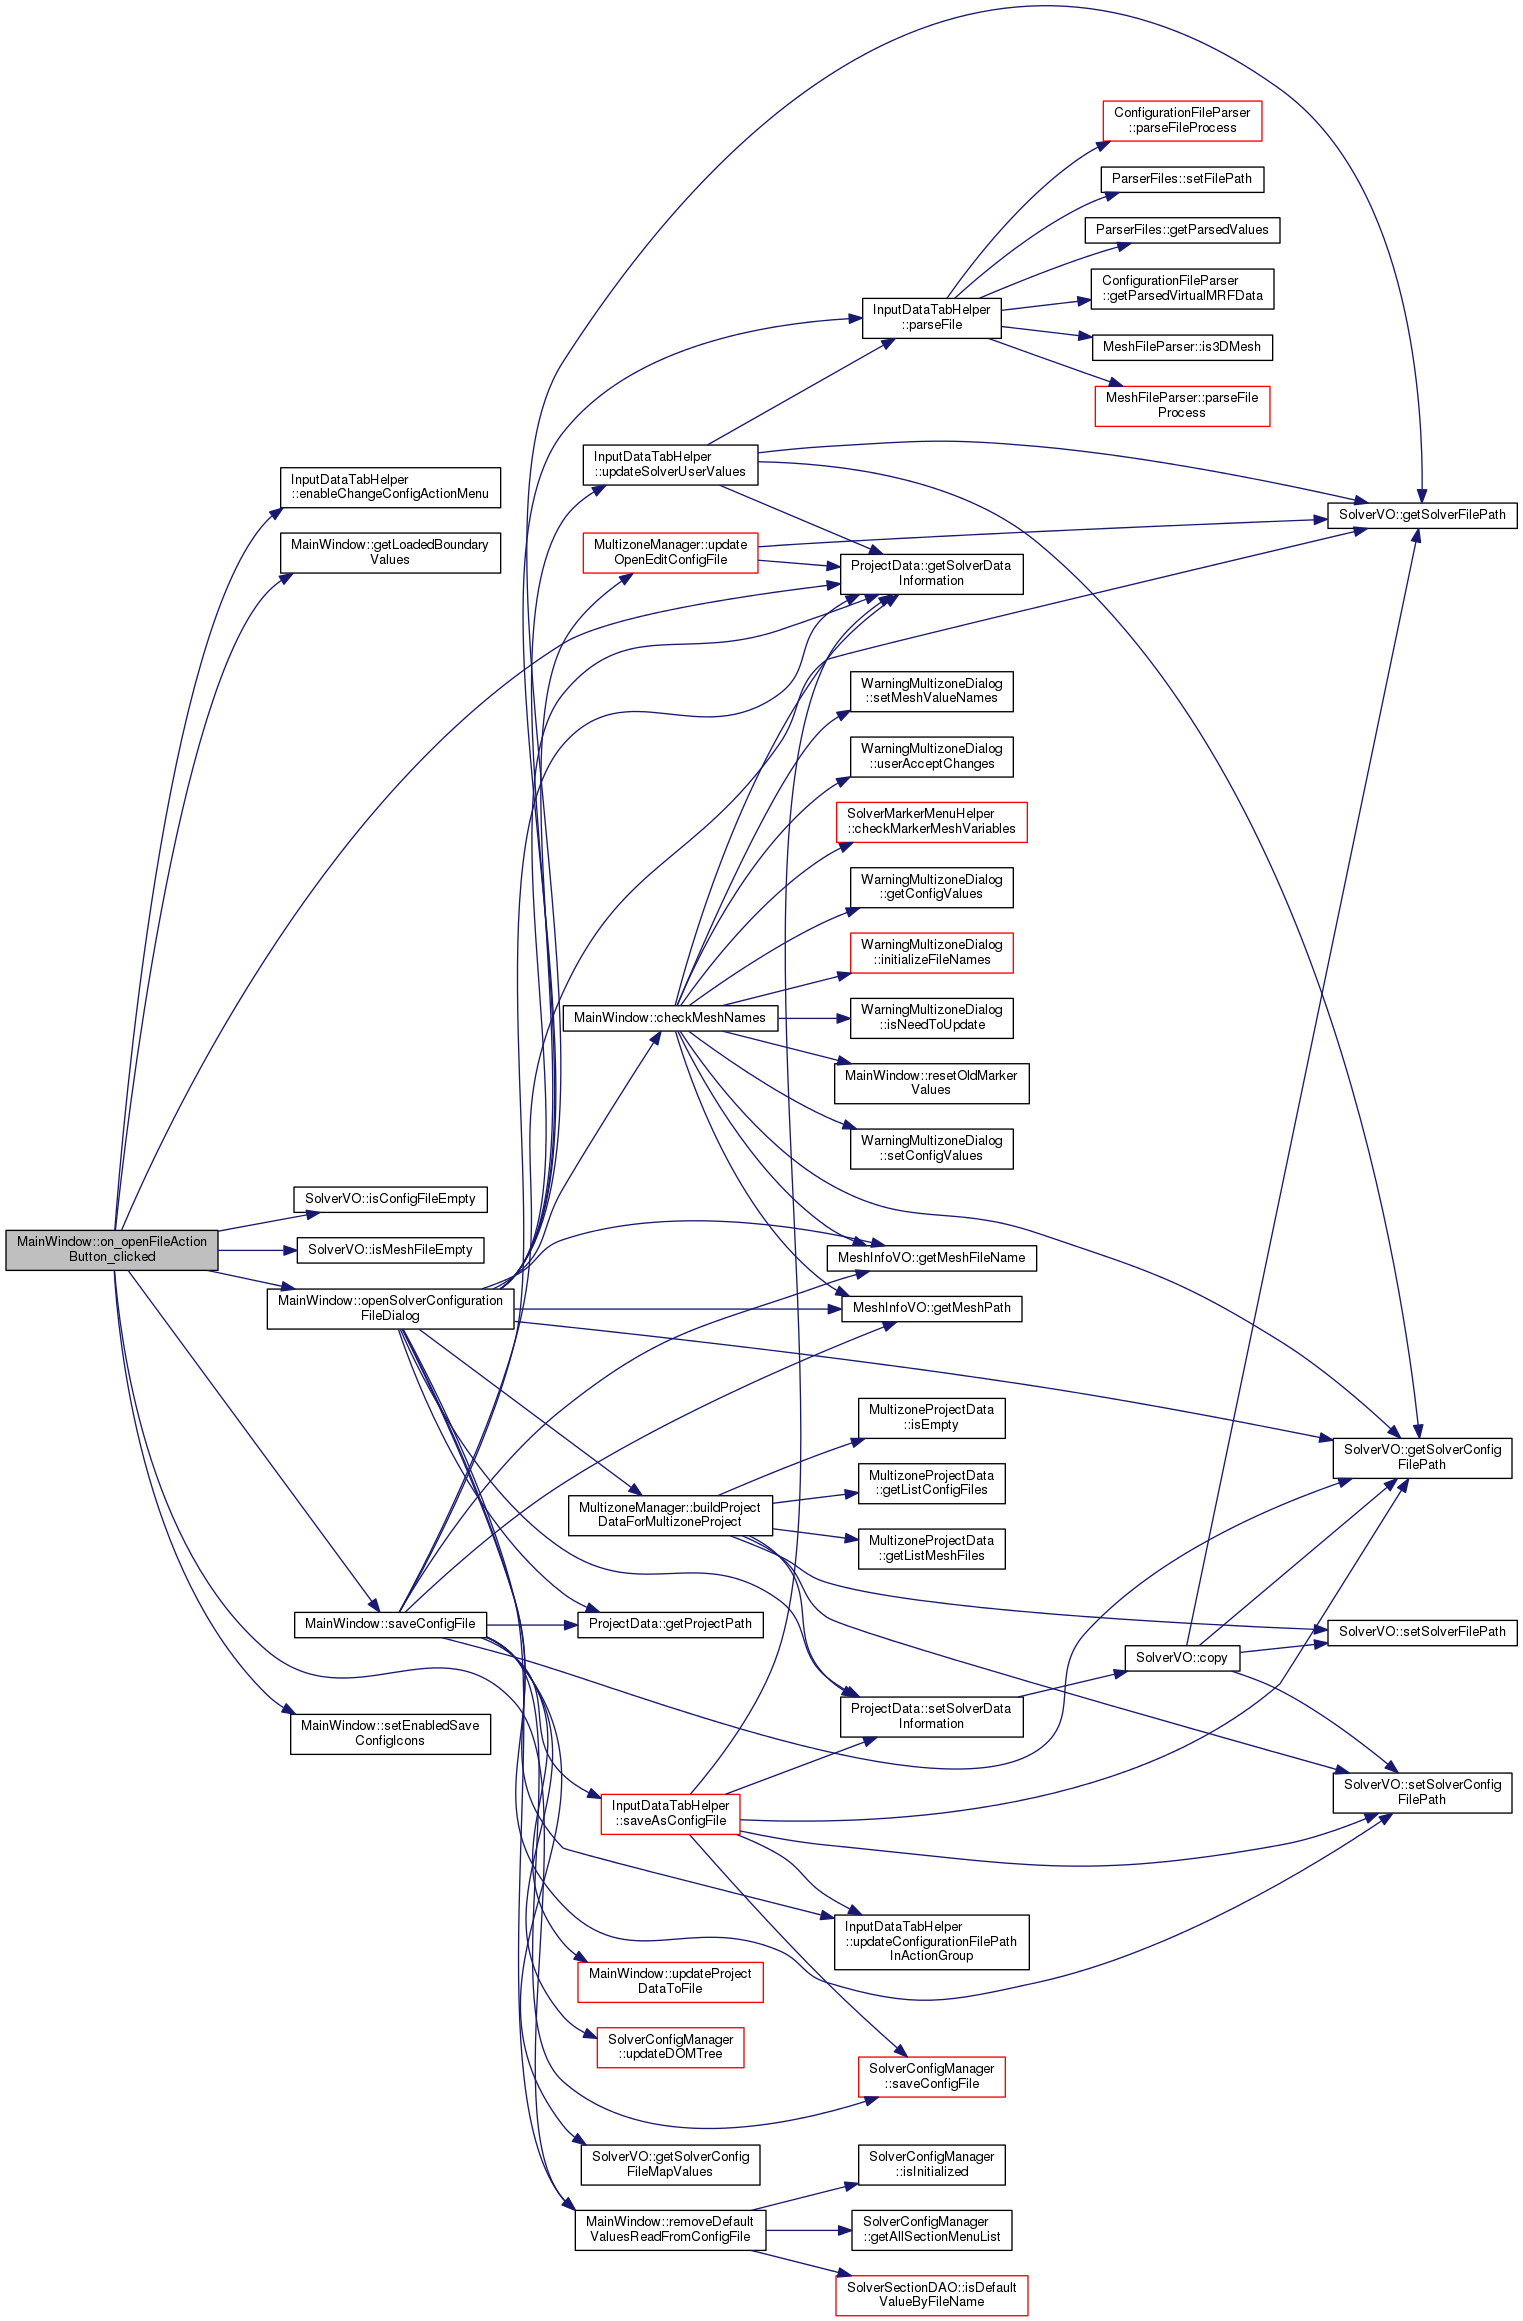 ConfigurationFileParser
::parseFileProcess
ParserFiles::setFilePath
ParserFiles::getParsedValues
ConfigurationFileParser
::getParsedVirtualMRFData
InputDataTabHelper
::parseFile
MeshFileParser::is3DMesh
MeshFileParser::parseFile
Process
InputDataTabHelper
::updateSolverUserValues
InputDataTabHelper
::enableChangeConfigActionMenu
SolverVO::getSolverFilePath
MainWindow::getLoadedBoundary
Values
MultizoneManager::update
OpenEditConfigFile
ProjectData::getSolverData
Information
WarningMultizoneDialog
::setMeshValueNames
WarningMultizoneDialog
::userAcceptChanges
SolverMarkerMenuHelper
::checkMarkerMeshVariables
WarningMultizoneDialog
::getConfigValues
WarningMultizoneDialog
::initializeFileNames
MainWindow::checkMeshNames
WarningMultizoneDialog
::isNeedToUpdate
MainWindow::resetOldMarker
Values
WarningMultizoneDialog
::setConfigValues
SolverVO::isConfigFileEmpty
MainWindow::on_openFileAction
Button_clicked
SolverVO::isMeshFileEmpty
MeshInfoVO::getMeshFileName
MainWindow::openSolverConfiguration
FileDialog
MeshInfoVO::getMeshPath
MultizoneProjectData
::isEmpty
SolverVO::getSolverConfig
FilePath
MultizoneProjectData
::getListConfigFiles
MultizoneManager::buildProject
DataForMultizoneProject
MultizoneProjectData
::getListMeshFiles
MainWindow::saveConfigFile
ProjectData::getProjectPath
SolverVO::setSolverFilePath
SolverVO::copy
ProjectData::setSolverData
Information
MainWindow::setEnabledSave
ConfigIcons
SolverVO::setSolverConfig
FilePath
InputDataTabHelper
::saveAsConfigFile
InputDataTabHelper
::updateConfigurationFilePath
InActionGroup
MainWindow::updateProject
DataToFile
SolverConfigManager
::updateDOMTree
SolverConfigManager
::saveConfigFile
SolverVO::getSolverConfig
FileMapValues
SolverConfigManager
::isInitialized
MainWindow::removeDefault
ValuesReadFromConfigFile
SolverConfigManager
::getAllSectionMenuList
SolverSectionDAO::isDefault
ValueByFileName